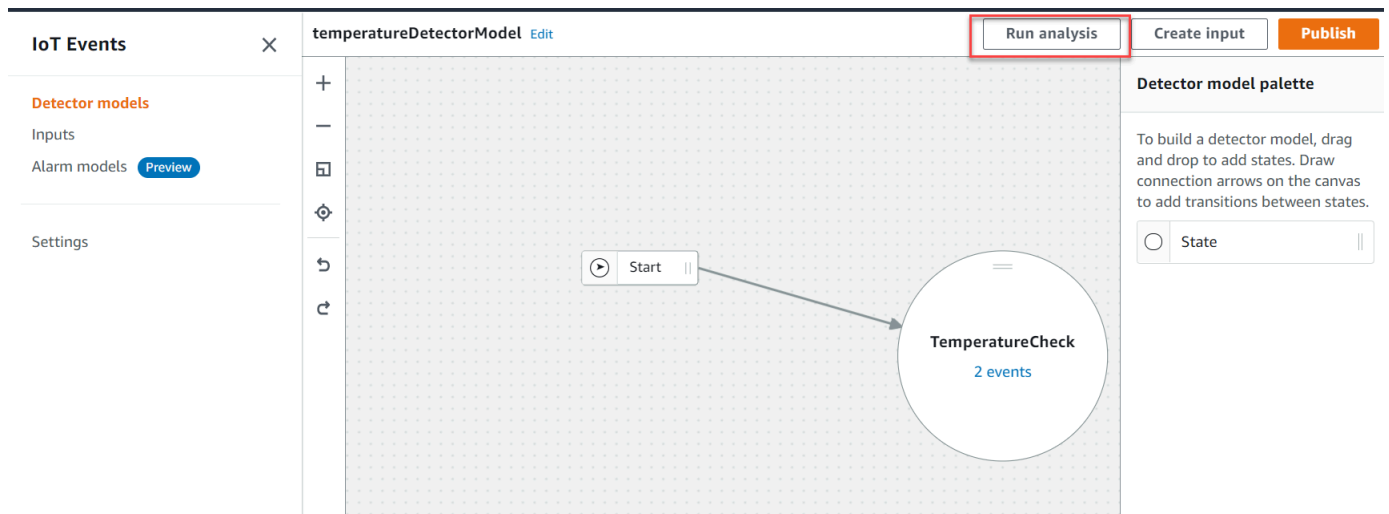 IoT Events
temperatureDetectorModel Edit
Run analysis
Create input
Publish
Detector models
Inputs
Alarm models Preview
Settings
Start
TemperatureCheck
2 events
Detector model palette
To build a detector model, drag
and drop to add states. Draw
connection arrows on the canvas
to add transitions between states.
State